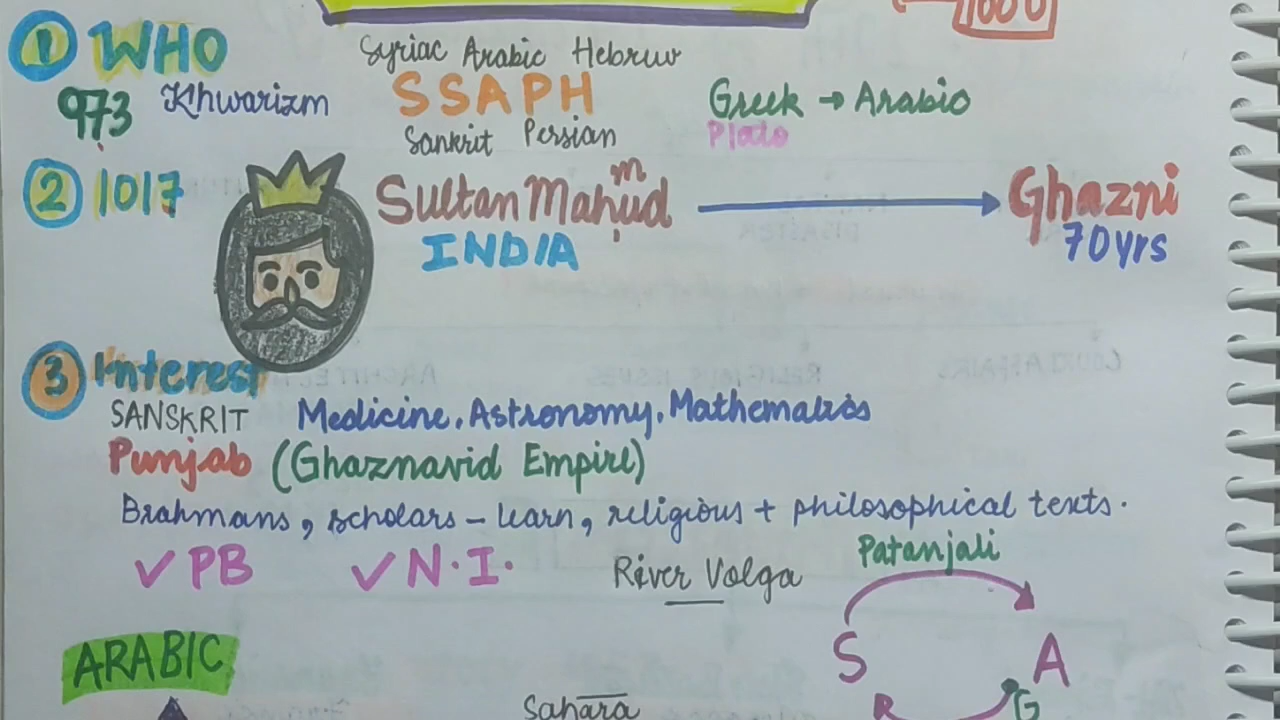 1000
① WHO
Syriac Arabic Hebrew
973 Khwarizm SSAPH Greek → Arabic
Sankrit Persian Plato
② 1017 Sultan Mahmud → Ghazni
INDIA 70yrs
③ Interest
SANSKRIT Medicine, Astronomy, Mathematics
Punjab (Ghaznavid Empire)
Brahmans, scholars - learn, religious + philosophical texts.
✓ PB ✓ N.I. River Volga Patanjali
ARABIC S A
Sahara R G